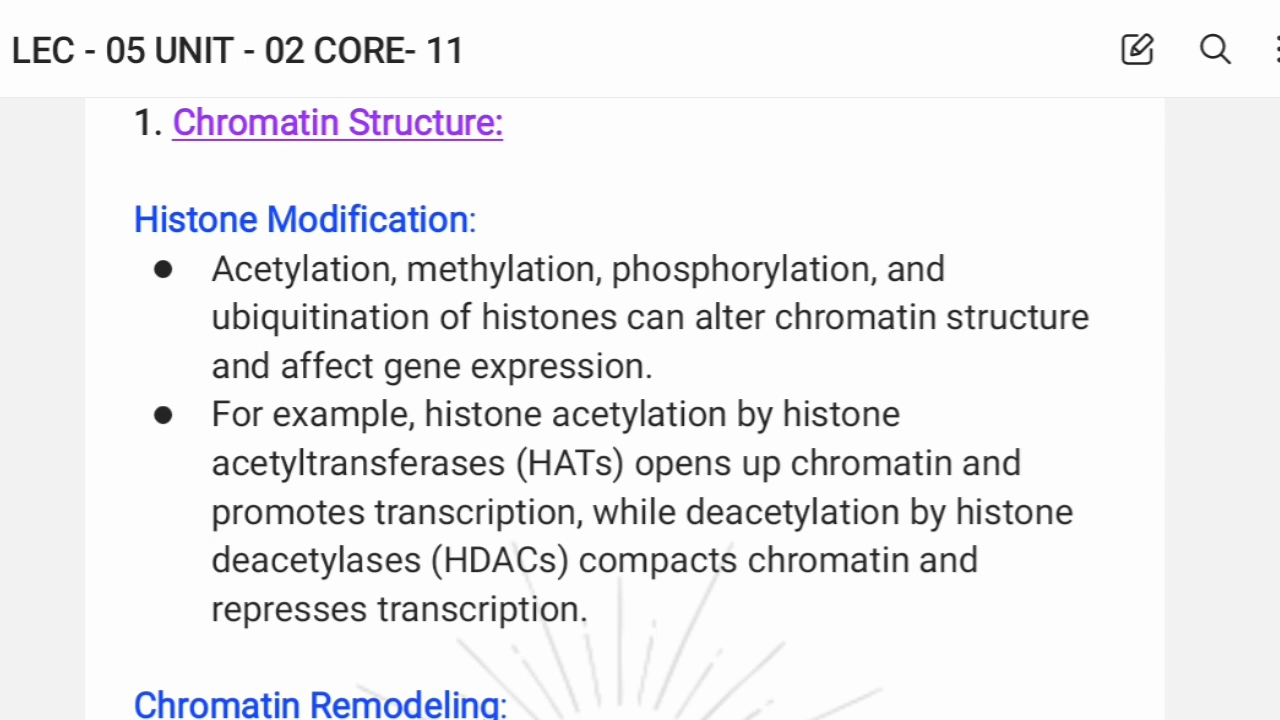 LEC - 05 UNIT - 02 CORE- 11
1. Chromatin Structure:
Histone Modification:
● Acetylation, methylation, phosphorylation, and
ubiquitination of histones can alter chromatin structure
and affect gene expression.
● For example, histone acetylation by histone
acetyltransferases (HATs) opens up chromatin and
promotes transcription, while deacetylation by histone
deacetylases (HDACs) compacts chromatin and
represses transcription.
Chromatin Remodeling: